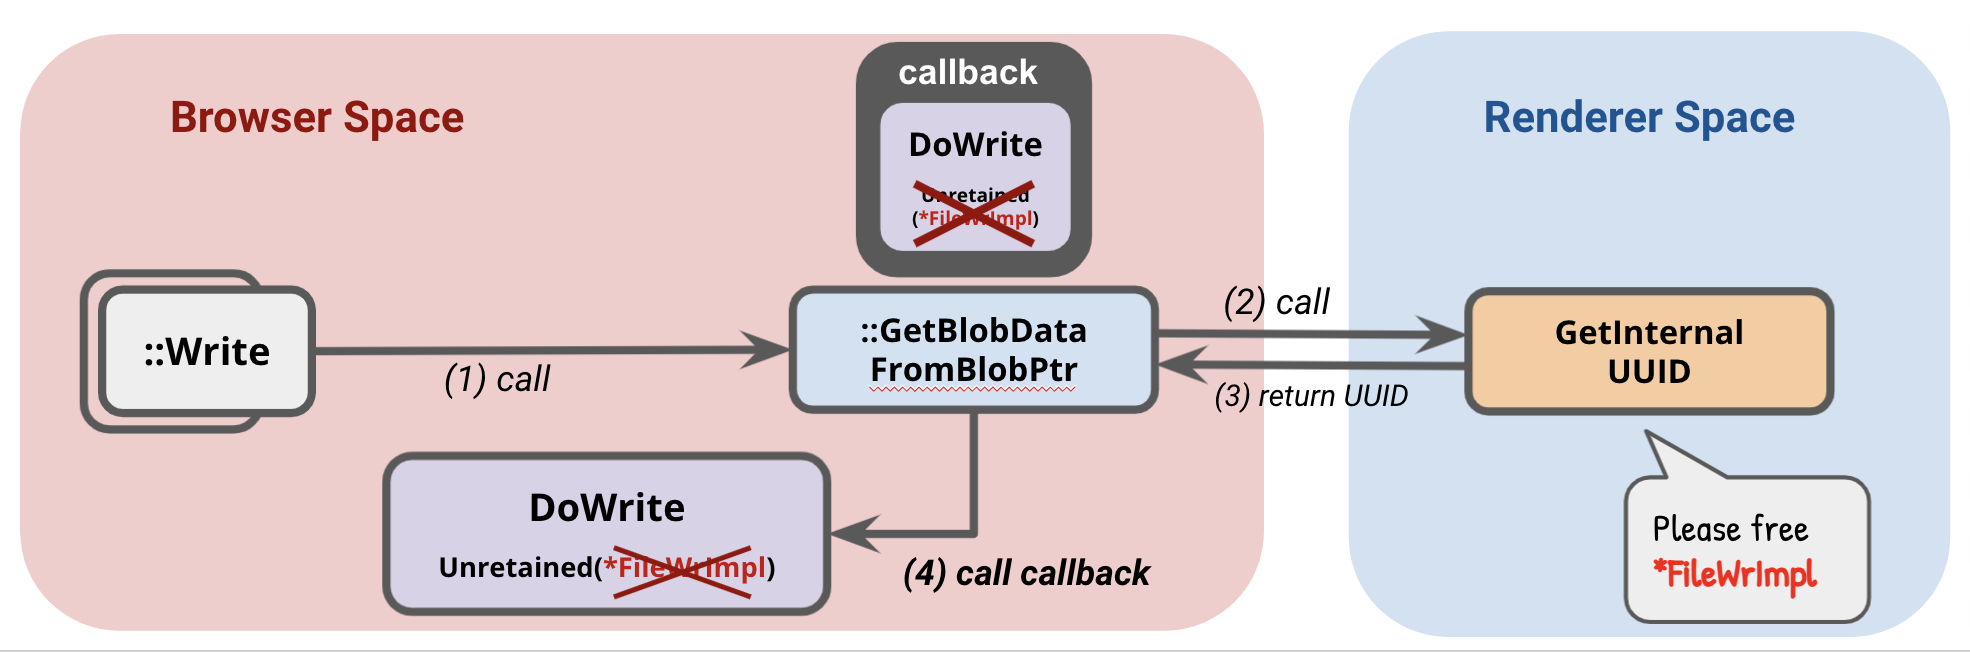 Browser Space
callback
DoWrite
Unretained
(*FileWrImpl)
Renderer Space
::Write
(1) call
::GetBlobData
FromBlobPtr
(2) call
(3) return UUID
GetInternal
UUID
DoWrite
Unretained(*FileWrImpl)
(4) call callback
Please free
*FileWrImpl